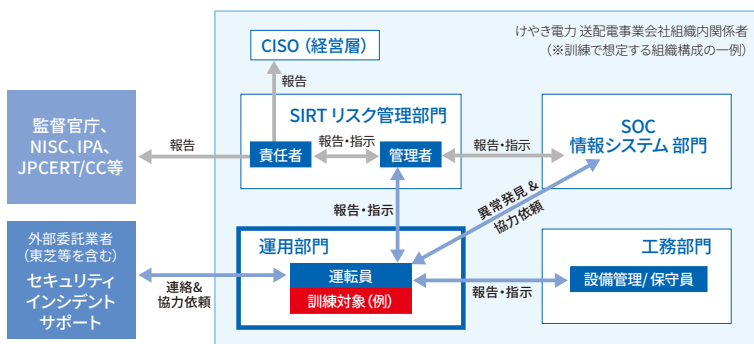 けやき電力 送配電事業会社組織内関係者
（※訓練で想定する組織構成の一例）
CISO（経営層）
報告
SIRT リスク管理部門
責任者
報告・指示
管理者
報告・指示
SOC
情報システム 部門
監督官庁、
NISC、IPA、
JPCERT/CC等
報告
報告・指示
異常発見 &
協力依頼
外部委託業者
（東芝等を含む）
セキュリティ
インシデント
サポート
連絡&
協力依頼
運用部門
運転員
訓練対象（例）
報告・指示
工務部門
設備管理/保守員